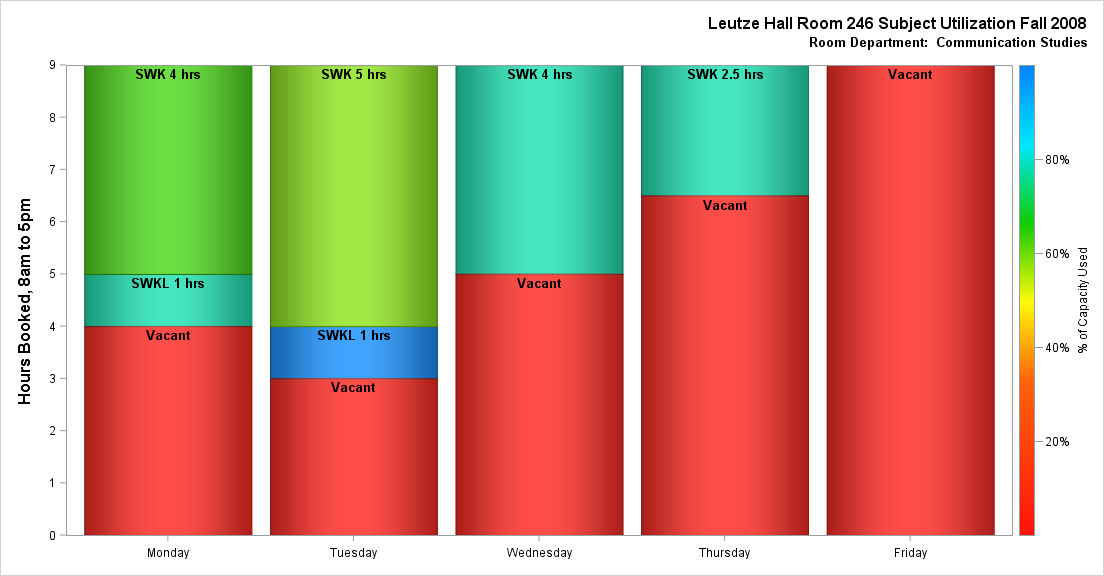 Leutze Hall Room 246 Subject Utilization Fall 2008
Room Department:  Communication Studies
Hours Booked, 8am to 5pm
9
8
7
6
5
4
3
2
1
0
SWK 4 hrs
SWKL 1 hrs
Vacant
SWK 5 hrs
SWKL 1 hrs
Vacant
SWK 4 hrs
Vacant
SWK 2.5 hrs
Vacant
Vacant
Monday
Tuesday
Wednesday
Thursday
Friday
80%
60%
40%
20%
% of Capacity Used